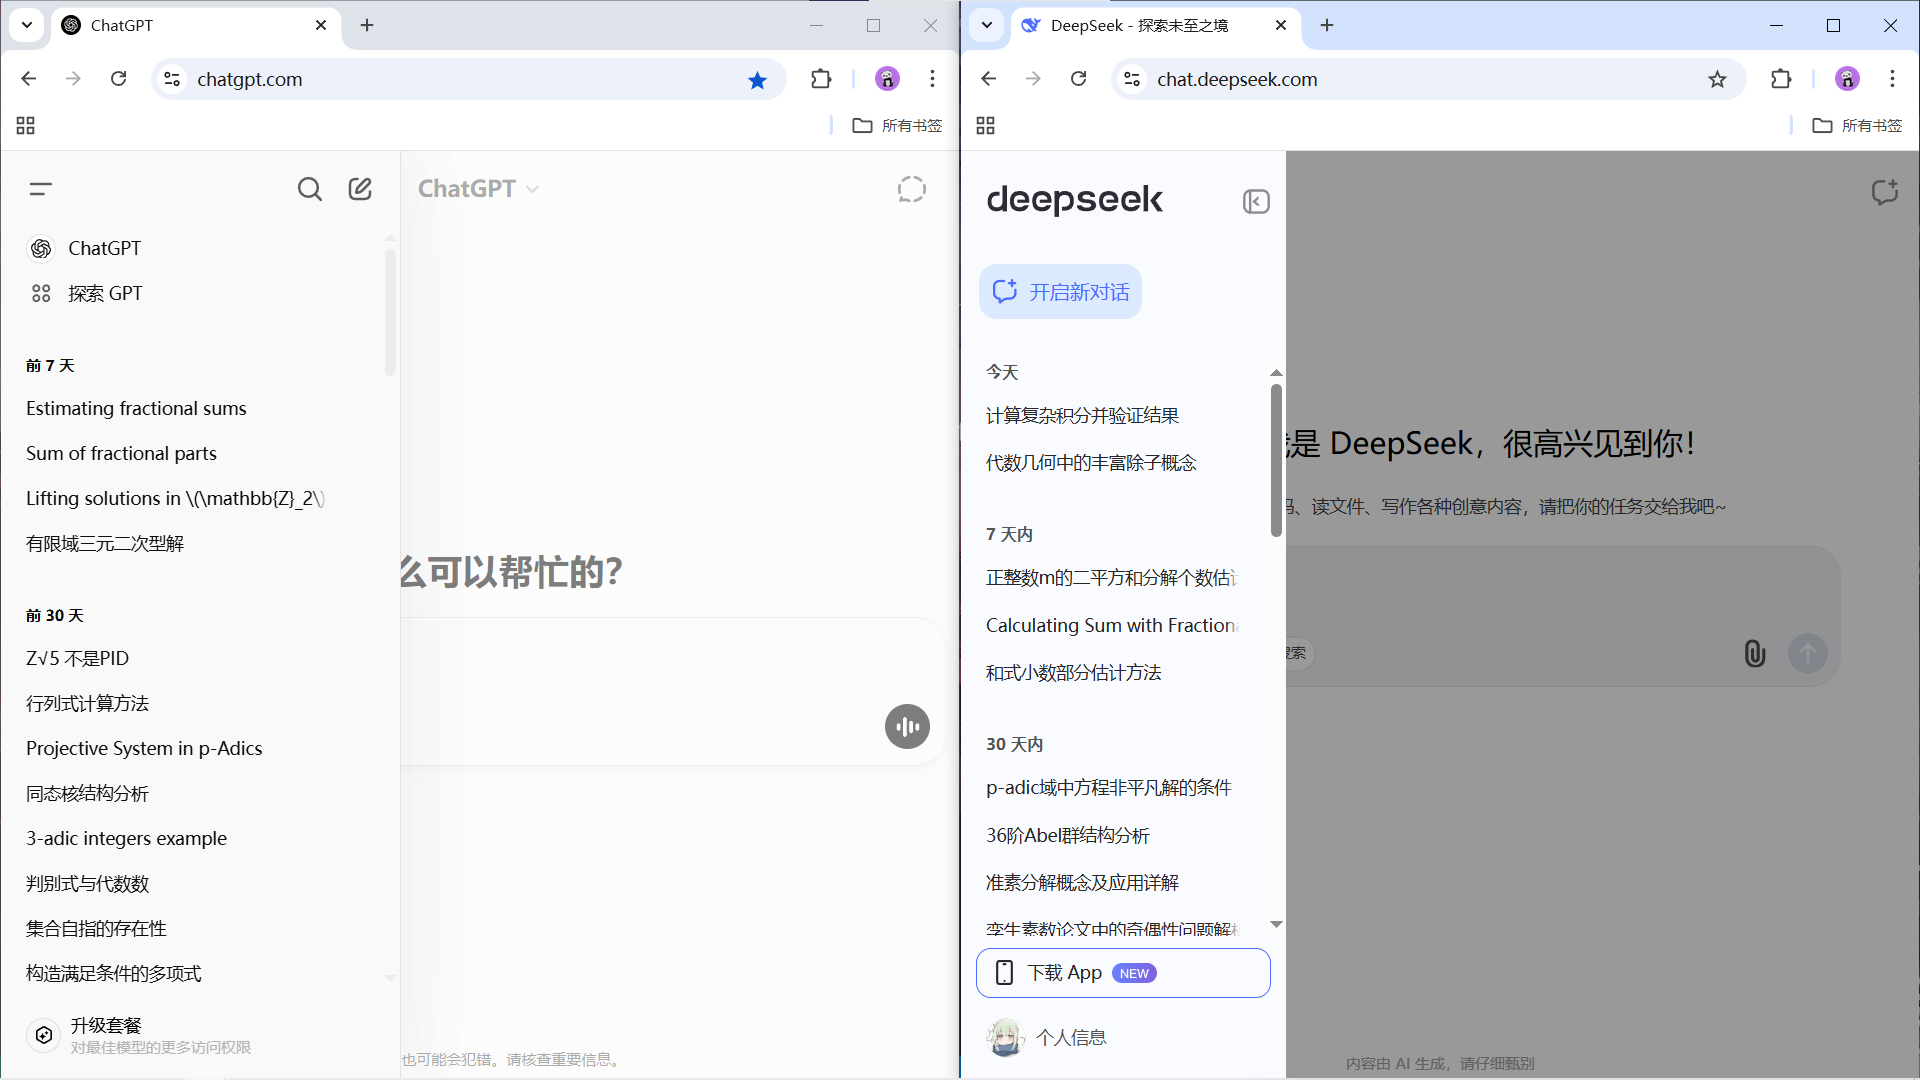 ChatGPT
chatgpt.com
所有书签
ChatGPT
探索 GPT
前 7 天
Estimating fractional sums
Sum of fractional parts
Lifting solutions in \(\mathbb{Z}_2\)
有限域三元二次型解
前 30 天
Z√5 不是PID
行列式计算方法
Projective System in p-Adics
同态核结构分析
3-adic integers example
判别式与代数数
集合自指的存在性
构造满足条件的多项式
升级套餐
对最佳模型的更多访问权限
ChatGPT
么可以帮忙的?
也可能会犯错。请核查重要信息。
DeepSeek - 探索未至之境
chat.deepseek.com
所有书签
deepseek
开启新对话
今天
计算复杂积分并验证结果
代数几何中的丰富除子概念
7 天内
正整数m的二平方和分解个数估
Calculating Sum with Fraction
和式小数部分估计方法
30 天内
p-adic域中方程非平凡解的条件
36阶Abel群结构分析
准素分解概念及应用详解
孪生素数论文中的奇偶性问题解
下载 App NEW
个人信息
是 DeepSeek，很高兴见到你！
、读文件、写作各种创意内容，请把你的任务交给我吧~
搜索
内容由 AI 生成，请仔细甄别